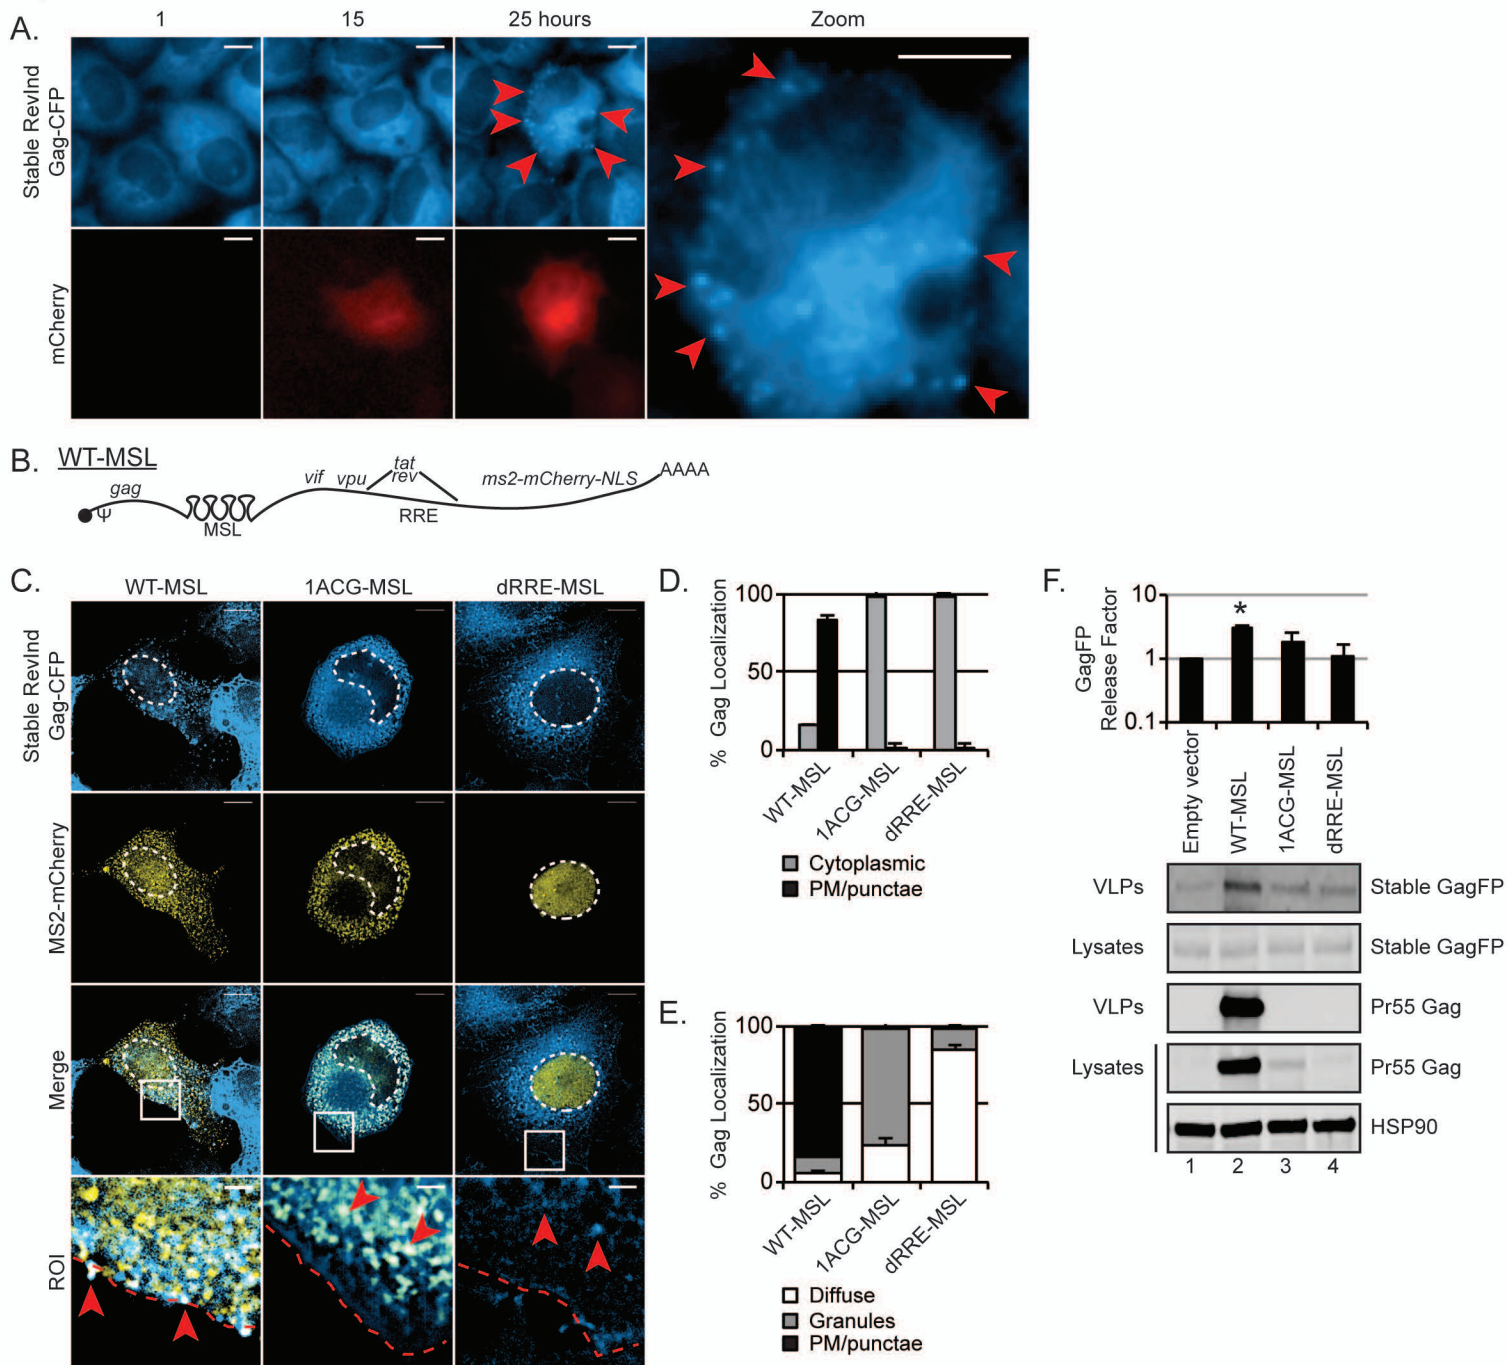 A.
1
15
25 hours
Zoom
Stable RevInd
Gag-CFP
mCherry
B.
WT-MSL
gag
Ψ
MSL
vif
vpu
tat
rev
RRE
ms2-mCherry-NLS
AAAA
C.
WT-MSL
1ACG-MSL
dRRE-MSL
Stable RevInd
Gag-CFP
MS2-mCherry
Merge
ROI
D.
% Gag Localization
100
50
0
WT-MSL
1ACG-MSL
dRRE-MSL
Cytoplasmic
PM/punctae
E.
% Gag Localization
100
50
0
WT-MSL
1ACG-MSL
dRRE-MSL
Diffuse
Granules
PM/punctae
F.
GagFP
Release Factor
10
1
0.1
*
Empty vector
WT-MSL
1ACG-MSL
dRRE-MSL
VLPs
Stable GagFP
Lysates
Stable GagFP
VLPs
Pr55 Gag
Lysates
Pr55 Gag
HSP90
1
2
3
4